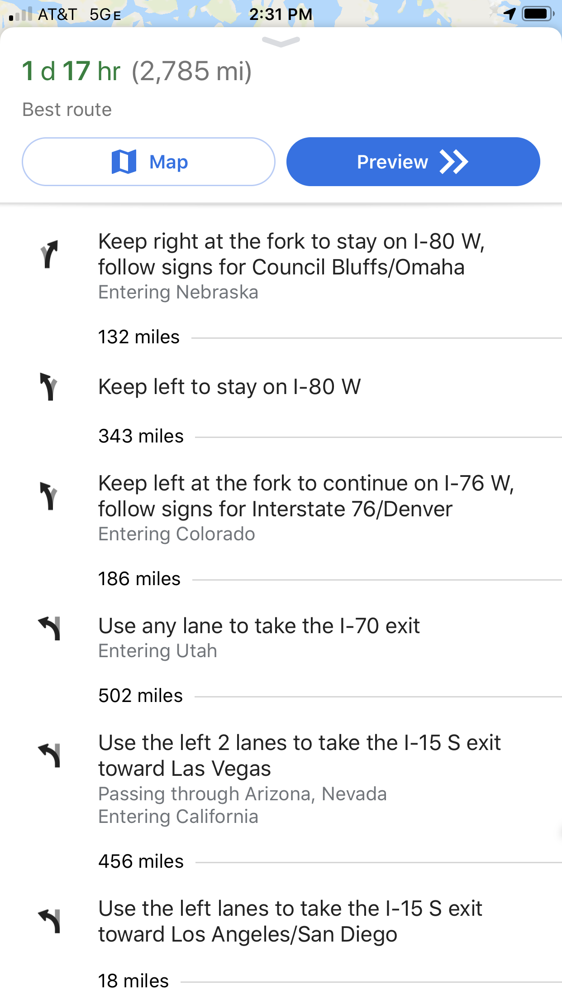 AT&T 5GE 2:31 PM
1 d 17 hr (2,785 mi)
Best route
Map
Preview
Keep right at the fork to stay on I-80 W,
follow signs for Council Bluffs/Omaha
Entering Nebraska
132 miles
Keep left to stay on I-80 W
343 miles
Keep left at the fork to continue on I-76 W,
follow signs for Interstate 76/Denver
Entering Colorado
186 miles
Use any lane to take the I-70 exit
Entering Utah
502 miles
Use the left 2 lanes to take the I-15 S exit
toward Las Vegas
Passing through Arizona, Nevada
Entering California
456 miles
Use the left lanes to take the I-15 S exit
toward Los Angeles/San Diego
18 miles